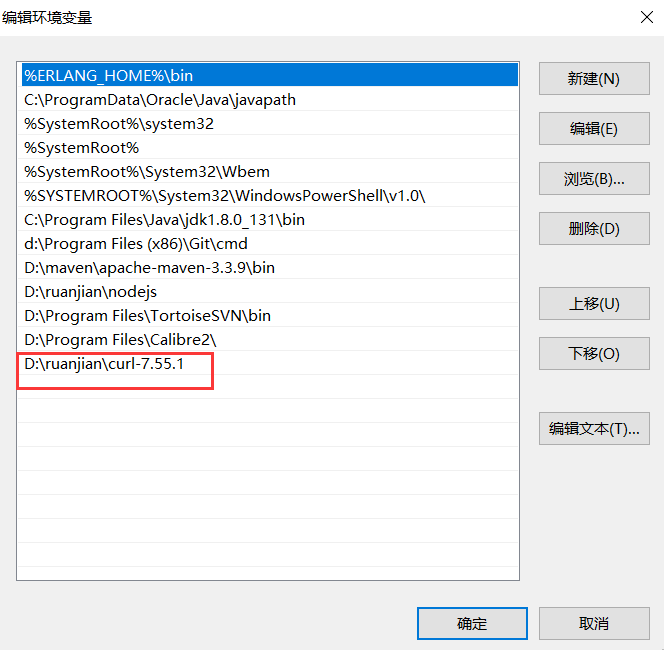 编辑环境变量
%ERLANG_HOME%\bin
C:\ProgramData\Oracle\Java\javapath
%SystemRoot%\system32
%SystemRoot%
%SystemRoot%\System32\Wbem
%SYSTEMROOT%\System32\WindowsPowerShell\v1.0\
C:\Program Files\Java\jdk1.8.0_131\bin
d:\Program Files (x86)\Git\cmd
D:\maven\apache-maven-3.3.9\bin
D:\ruanjian\nodejs
D:\Program Files\TortoiseSVN\bin
D:\Program Files\Calibre2\
D:\ruanjian\curl-7.55.1
新建(N)
编辑(E)
浏览(B)...
删除(D)
上移(U)
下移(O)
编辑文本(T)...
确定
取消